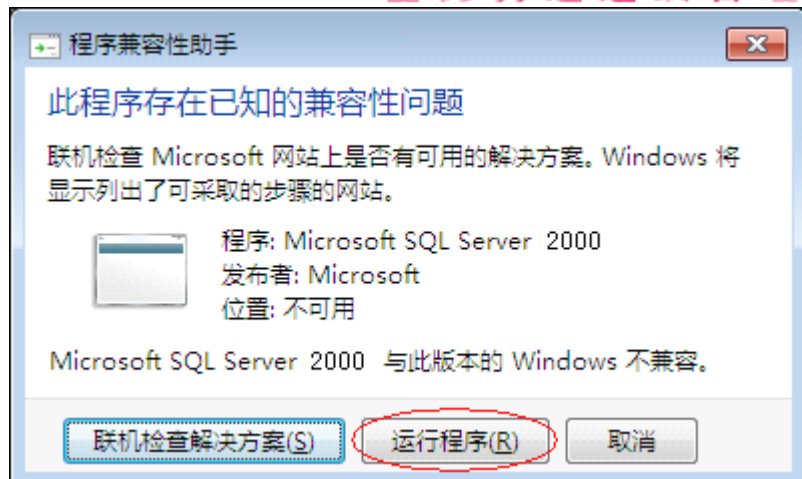 程序兼容性助手
此程序存在已知的兼容性问题
联机检查 Microsoft 网站上是否有可用的解决方案。Windows 将
显示列出了可采取的步骤的网站。
程序: Microsoft SQL Server 2000
发布者: Microsoft
位置: 不可用
Microsoft SQL Server 2000 与此版本的 Windows 不兼容。
联机检查解决方案(S) 运行程序(R) 取消